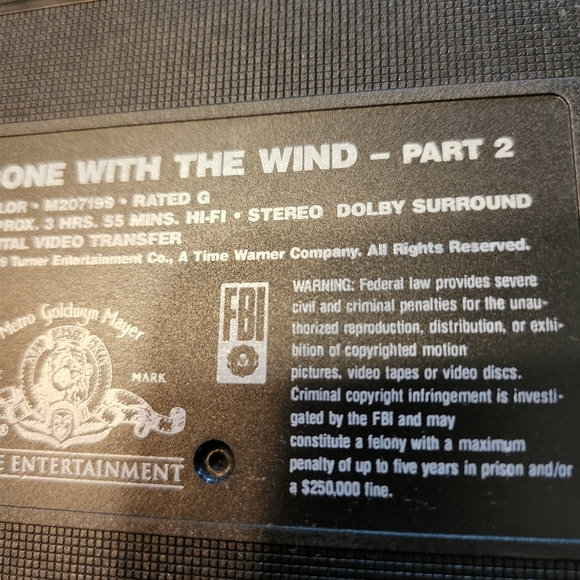 ONE WITH THE WIND – PART 2
LOR • M207199 • RATED G
ROX. 3 HRS. 55 MINS. HI-FI • STEREO DOLBY SURROUND
ITAL VIDEO TRANSFER
9 Turner Entertainment Co., A Time Warner Company. All Rights Reserved.
Metro Goldwyn Mayer
MARK
®
E ENTERTAINMENT
FBI
WARNING: Federal law provides severe
civil and criminal penalties for the unau-
thorized reproduction, distribution, or exhi-
bition of copyrighted motion
pictures, video tapes or video discs.
Criminal copyright infringement is investi-
gated by the FBI and may
constitute a felony with a maximum
penalty of up to five years in prison and/or
a $250,000 fine.